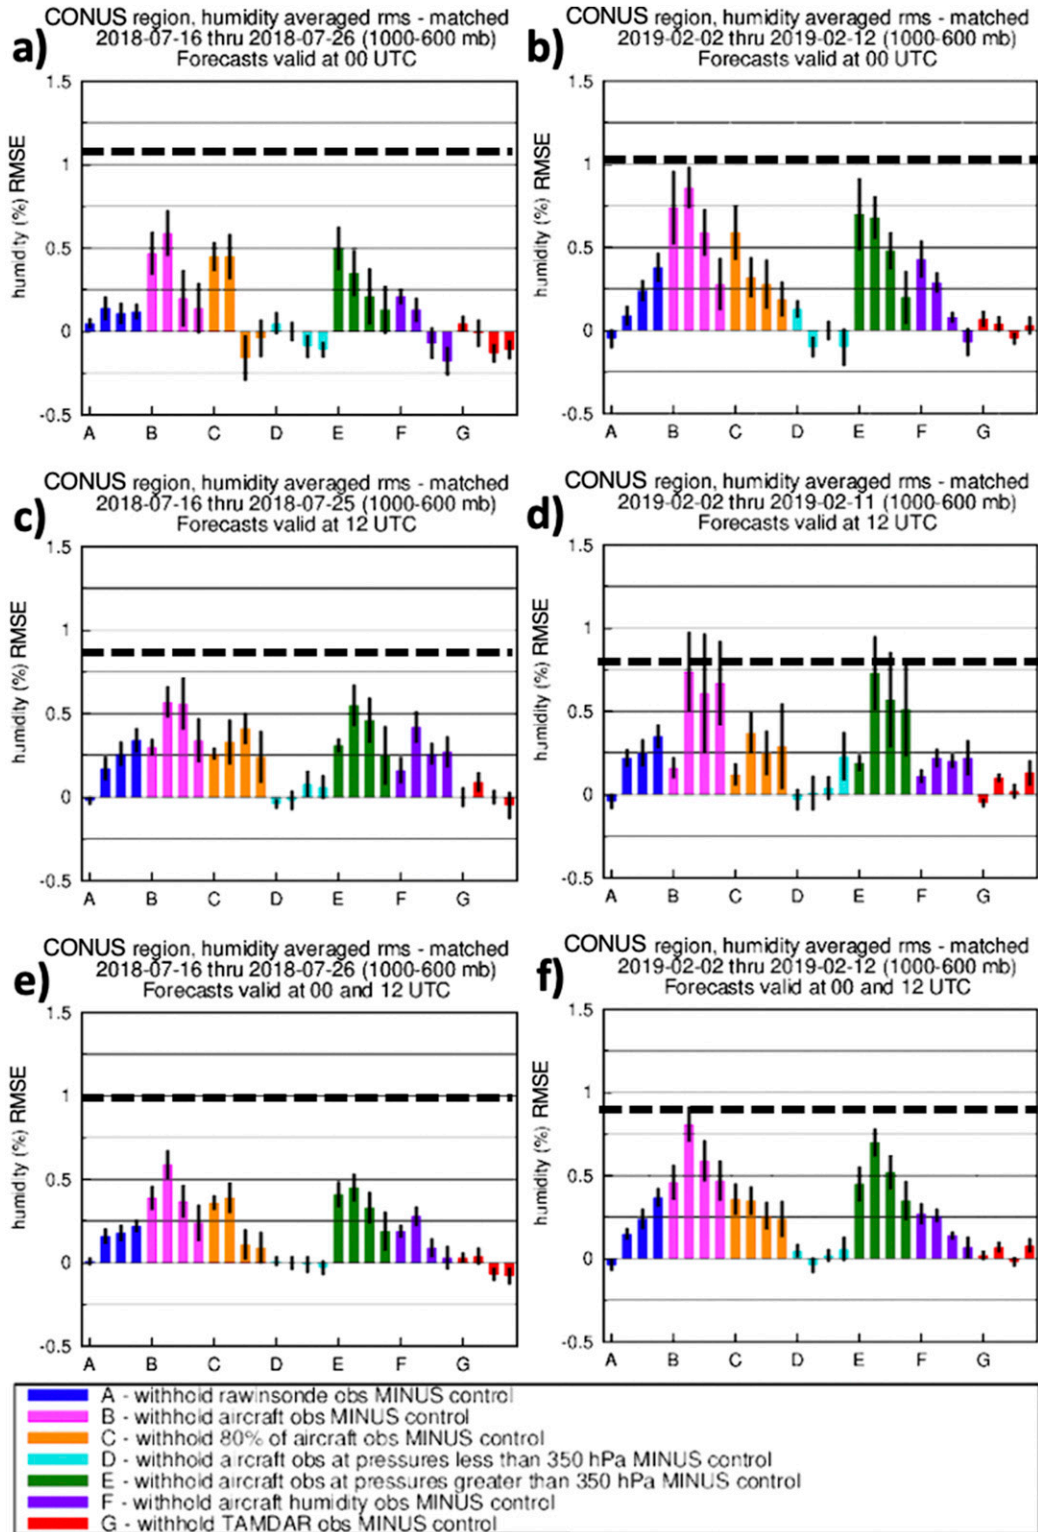 a)
CONUS region, humidity averaged rms - matched
2018-07-16 thru 2018-07-26 (1000-600 mb)
Forecasts valid at 00 UTC
humidity (%) RMSE
1.5
1
0.5
0
-0.5
A B C D E F G
b)
CONUS region, humidity averaged rms - matched
2019-02-02 thru 2019-02-12 (1000-600 mb)
Forecasts valid at 00 UTC
humidity (%) RMSE
1.5
1
0.5
0
-0.5
A B C D E F G
c)
CONUS region, humidity averaged rms - matched
2018-07-16 thru 2018-07-25 (1000-600 mb)
Forecasts valid at 12 UTC
humidity (%) RMSE
1.5
1
0.5
0
-0.5
A B C D E F G
d)
CONUS region, humidity averaged rms - matched
2019-02-02 thru 2019-02-11 (1000-600 mb)
Forecasts valid at 12 UTC
humidity (%) RMSE
1.5
1
0.5
0
-0.5
A B C D E F G
e)
CONUS region, humidity averaged rms - matched
2018-07-16 thru 2018-07-26 (1000-600 mb)
Forecasts valid at 00 and 12 UTC
humidity (%) RMSE
1.5
1
0.5
0
-0.5
A B C D E F G
f)
CONUS region, humidity averaged rms - matched
2019-02-02 thru 2019-02-12 (1000-600 mb)
Forecasts valid at 00 and 12 UTC
humidity (%) RMSE
1.5
1
0.5
0
-0.5
A B C D E F G
A - withhold rawinsonde obs MINUS control
B - withhold aircraft obs MINUS control
C - withhold 80% of aircraft obs MINUS control
D - withhold aircraft obs at pressures less than 350 hPa MINUS control
E - withhold aircraft obs at pressures greater than 350 hPa MINUS control
F - withhold aircraft humidity obs MINUS control
G - withhold TAMDAR obs MINUS control